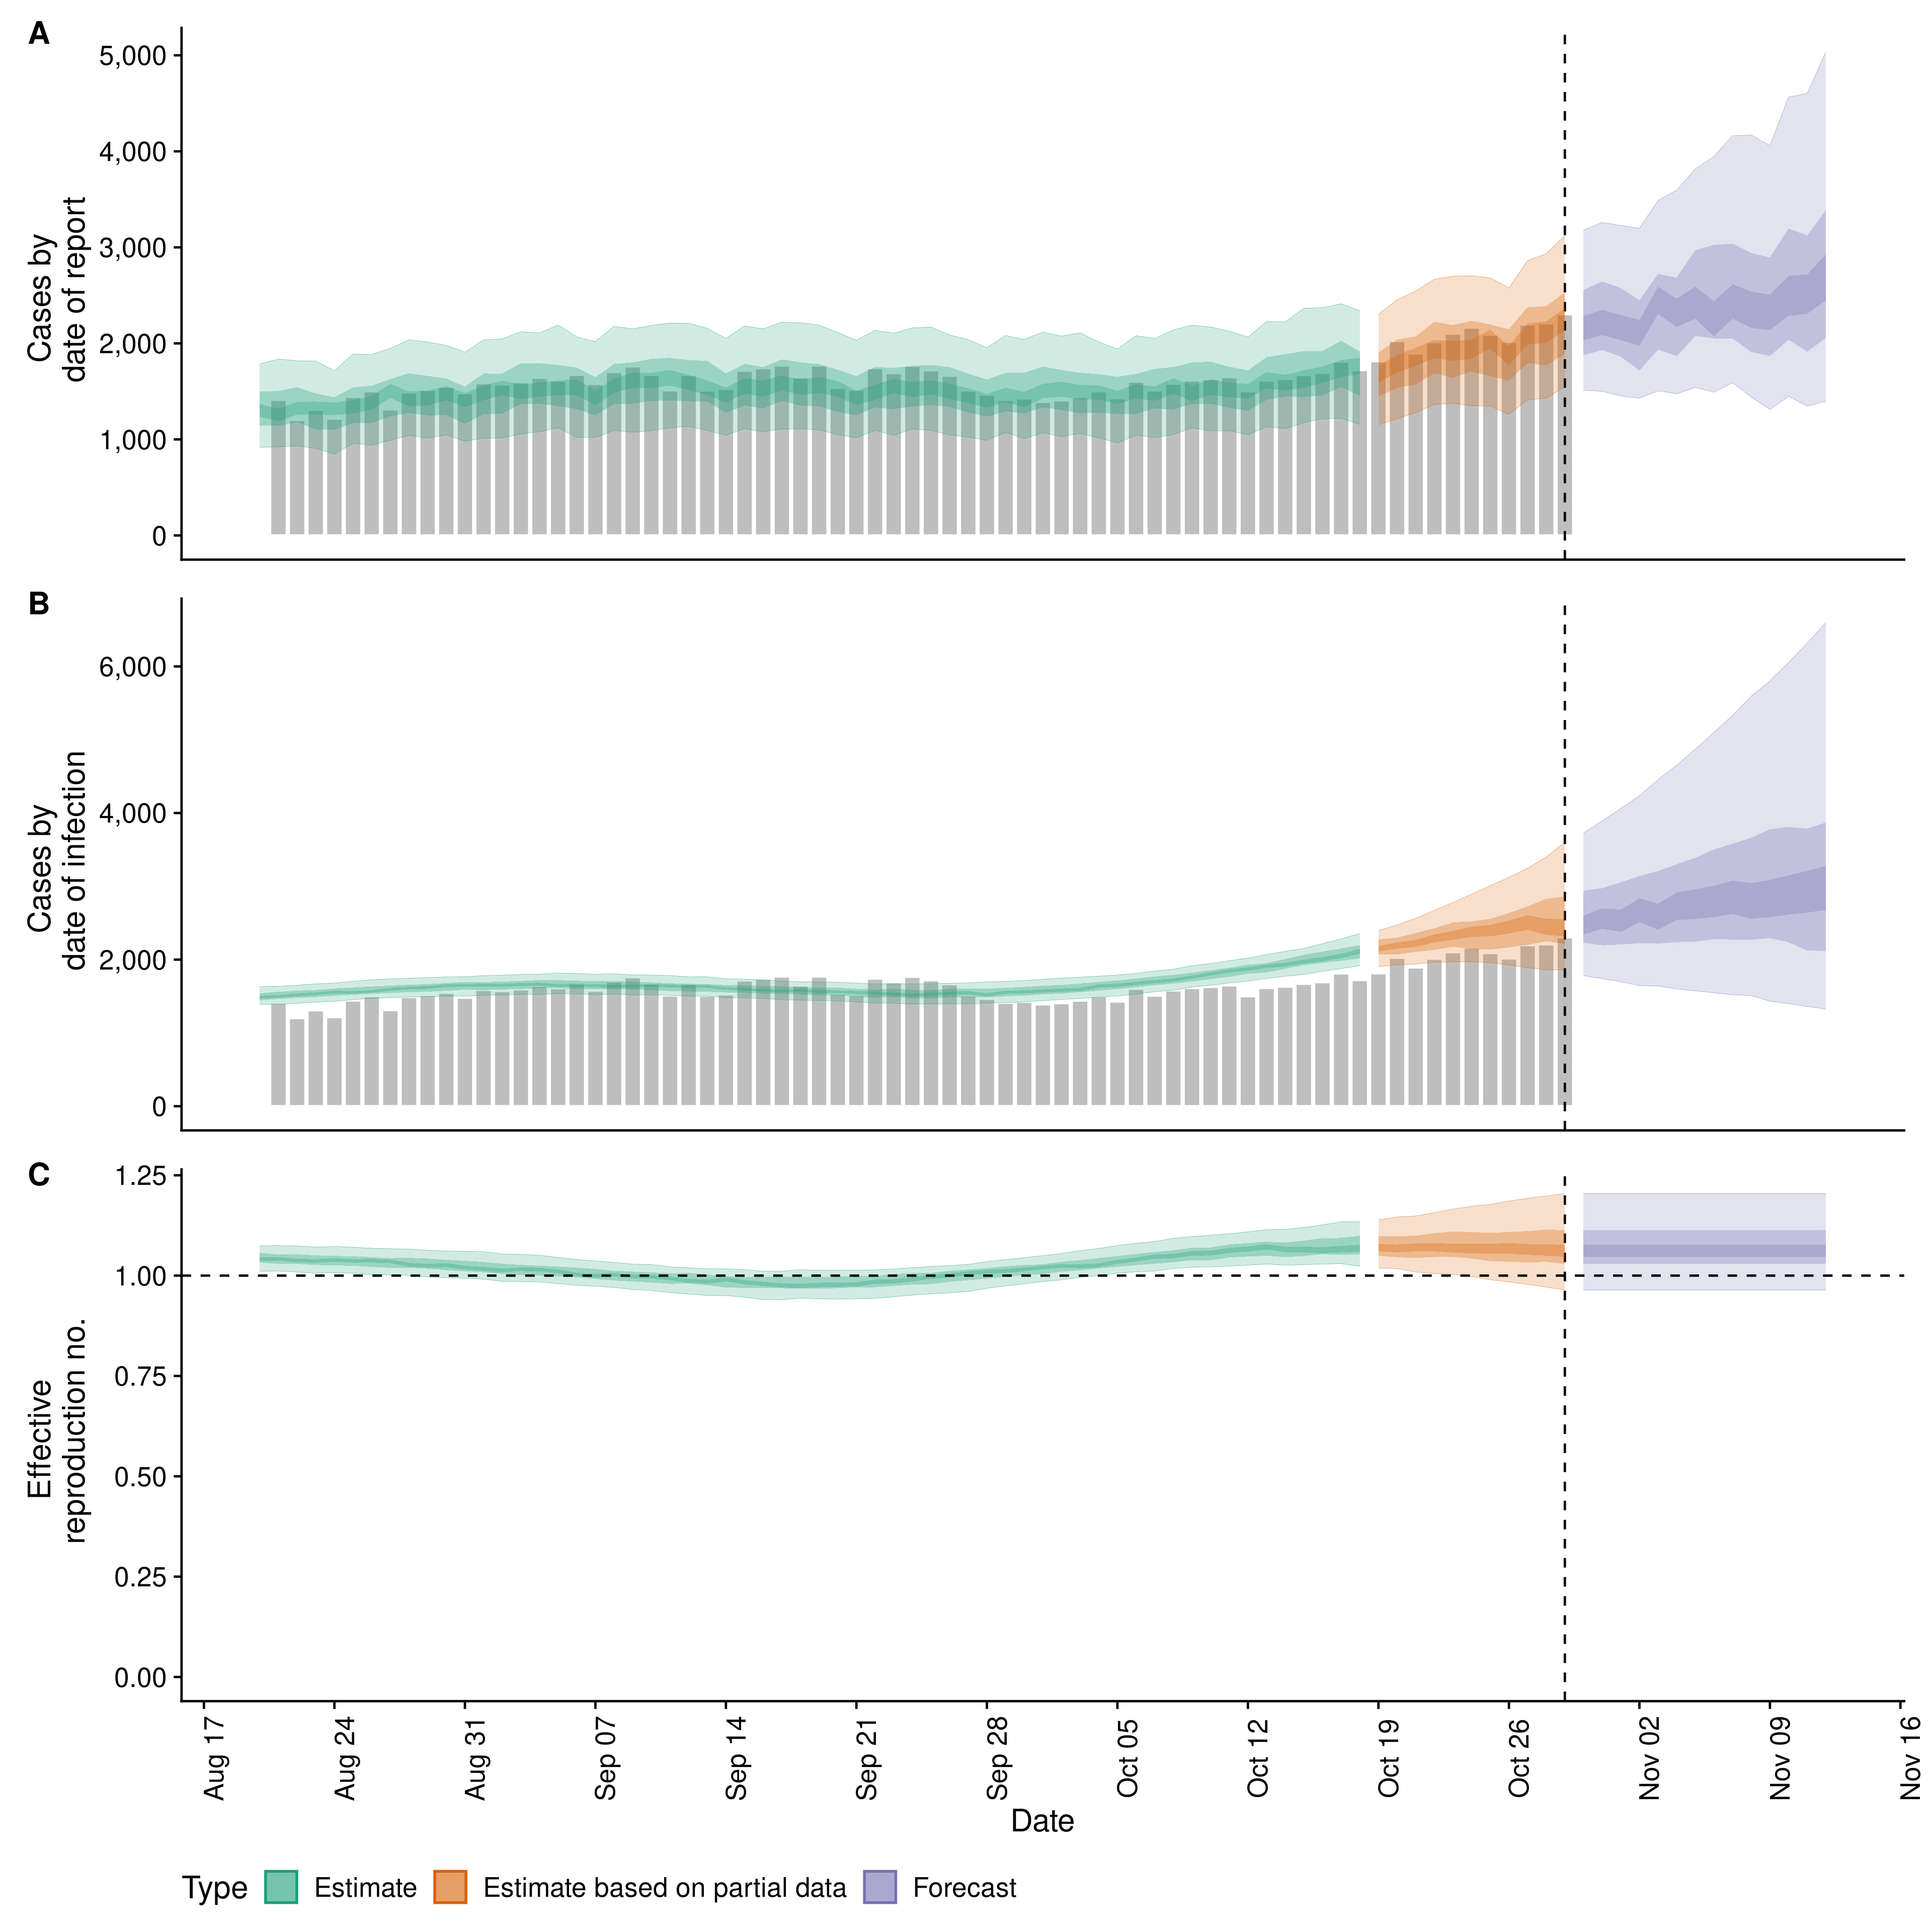 A
5,000
4,000
3,000
2,000
1,000
0
Cases by
date of report
B
6,000
4,000
2,000
0
Cases by
date of infection
C
1.25
1.00
0.75
0.50
0.25
0.00
Effective
reproduction no.
Aug 17
Aug 24
Aug 31
Sep 07
Sep 14
Sep 21
Sep 28
Oct 05
Oct 12
Oct 19
Oct 26
Nov 02
Nov 09
Nov 16
Date
Type Estimate Estimate based on partial data Forecast